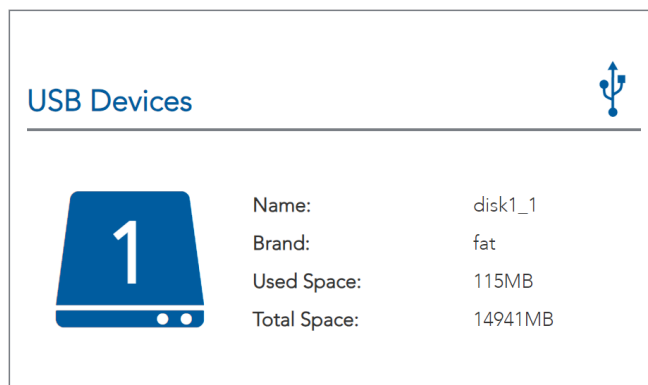 USB Devices
1
Name: disk1_1
Brand: fat
Used Space: 115MB
Total Space: 14941MB